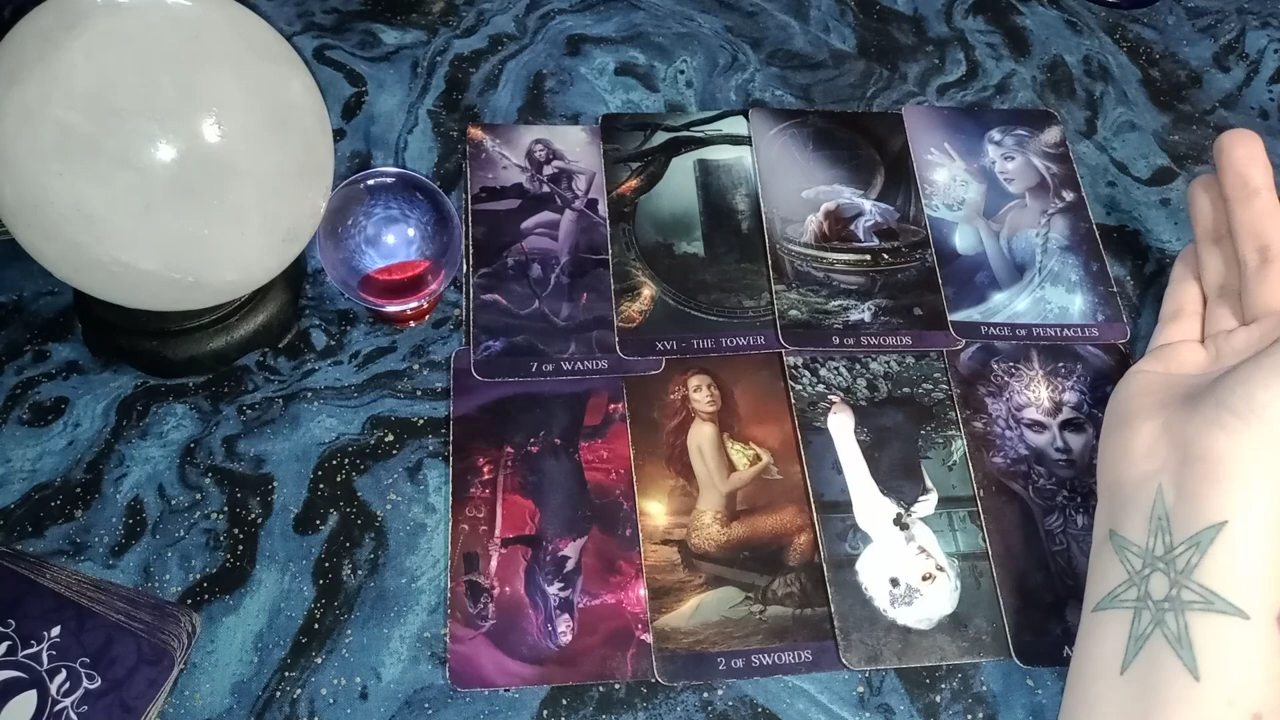 7 OF WANDS
XVI - THE TOWER
9 OF SWORDS
PAGE OF PENTACLES
2 OF SWORDS